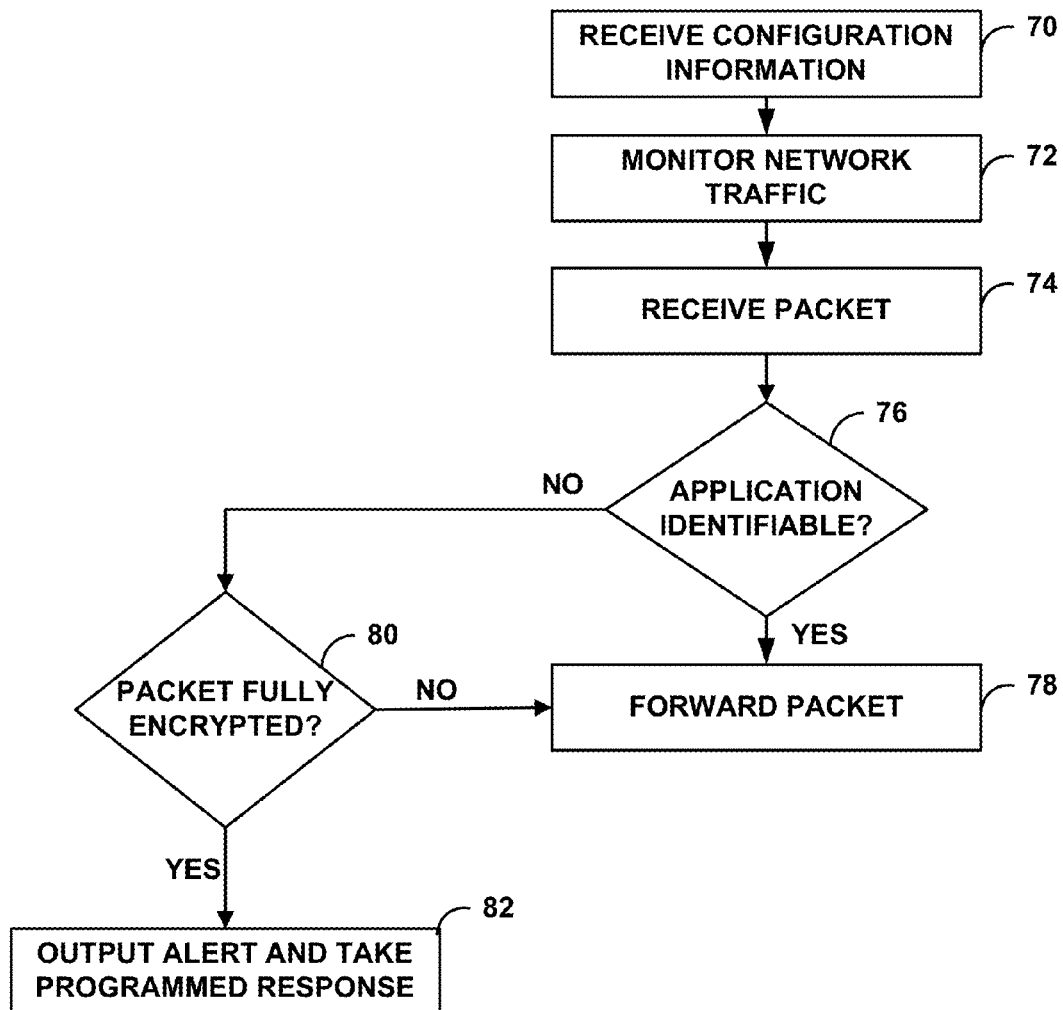 RECEIVE CONFIGURATION
INFORMATION
70
MONITOR NETWORK
TRAFFIC
72
RECEIVE PACKET
74
APPLICATION
IDENTIFIABLE?
76
NO
YES
PACKET FULLY
ENCRYPTED?
80
NO
FORWARD PACKET
78
YES
OUTPUT ALERT AND TAKE
PROGRAMMED RESPONSE
82